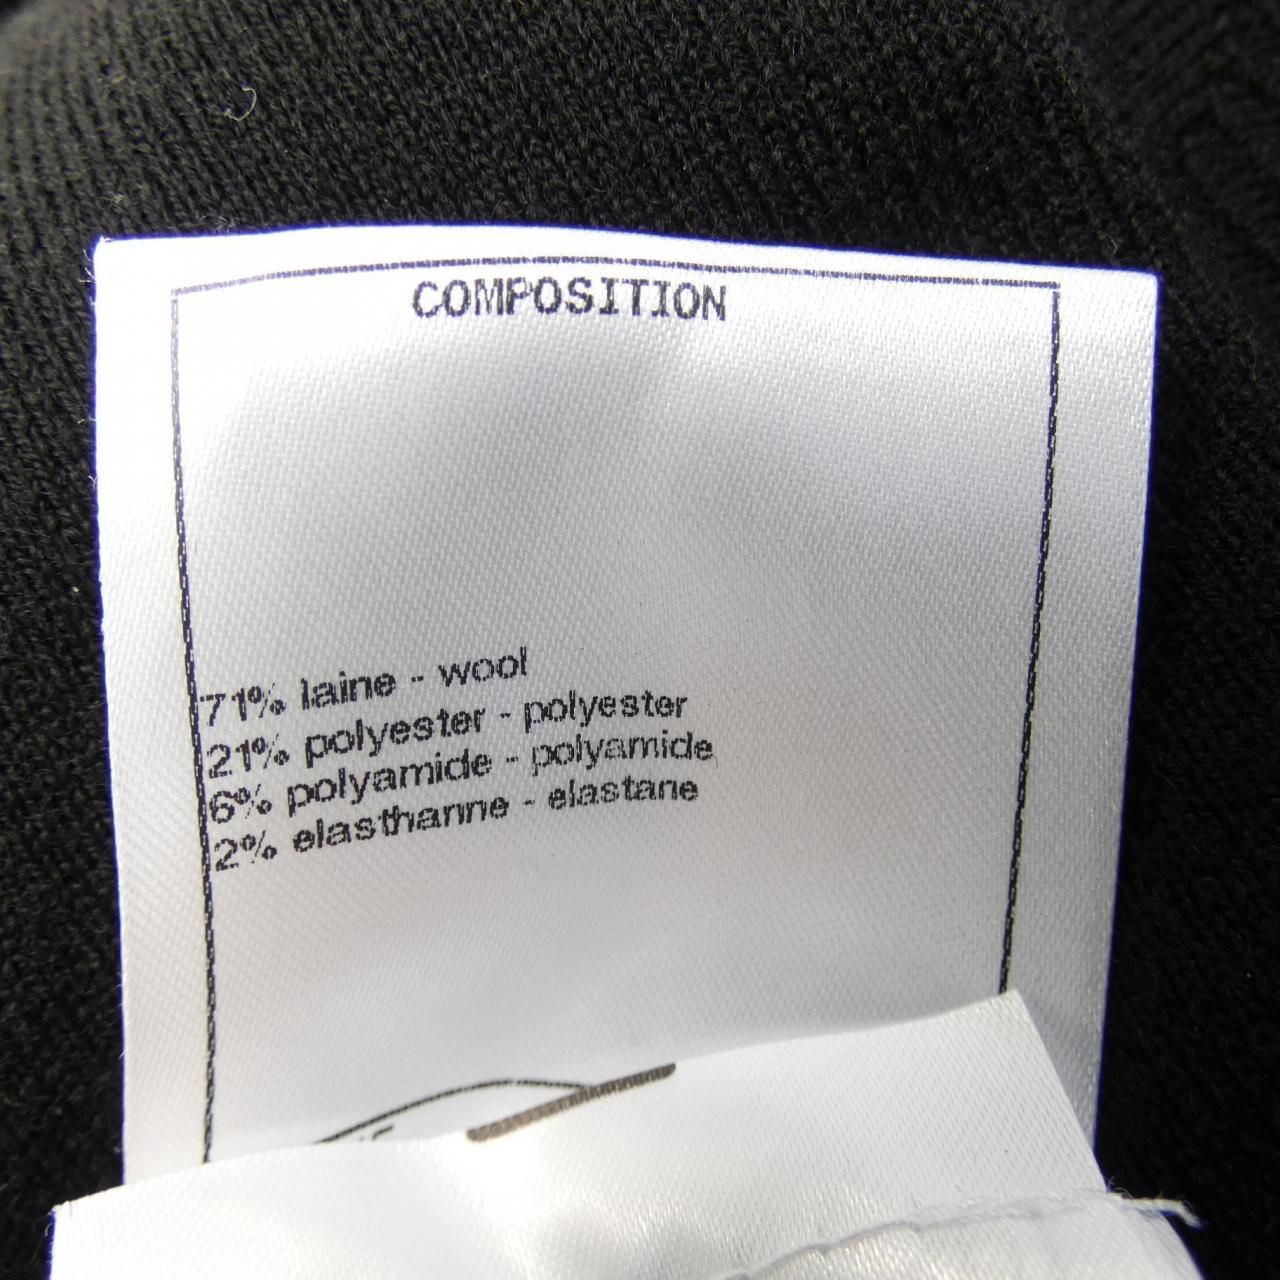 COMPOSITION
71% laine - wool
21% polyester - polyester
6% polyamide - polyamide
2% elasthanne - elastane